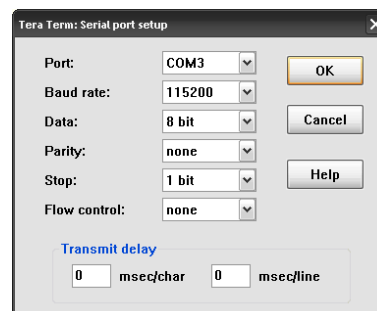 Tera Term: Serial port setup
Port: COM3
OK
Baud rate: 115200
Data: 8 bit
Cancel
Parity: none
Stop: 1 bit
Help
Flow control: none
Transmit delay
0 msec/char 0 msec/line